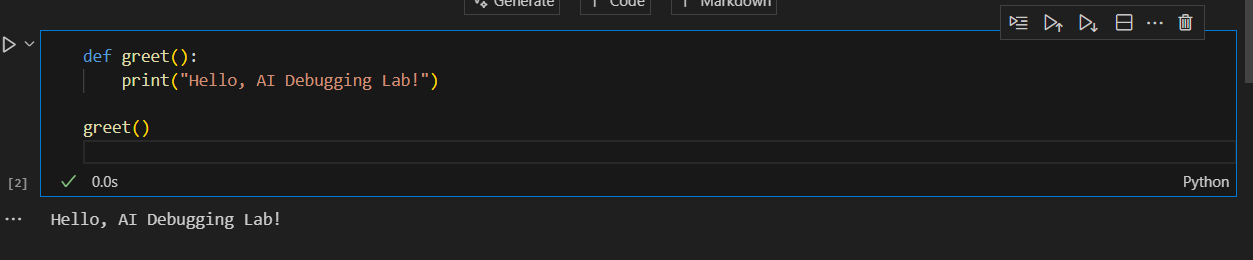 Generate
Code
Markdown
def greet():
print("Hello, AI Debugging Lab!")
greet()
[2]
0.0s
Python
Hello, AI Debugging Lab!